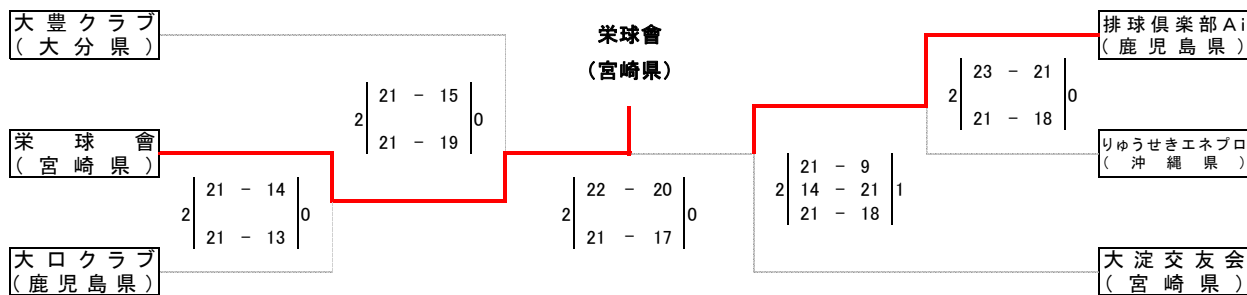 大豊クラブ
(大分県)
栄球會
(宮崎県)
大口クラブ
(鹿児島県)
21 - 14
2 0
21 - 13
21 - 15
2 0
21 - 19
栄球會
(宮崎県)
22 - 20
2 0
21 - 17
21 - 9
2 14 - 21 1
21 - 18
23 - 21
2 0
21 - 18
排球倶楽部Ai
(鹿児島県)
りゅうせきエネプロ
(沖縄県)
大淀交友会
(宮崎県)